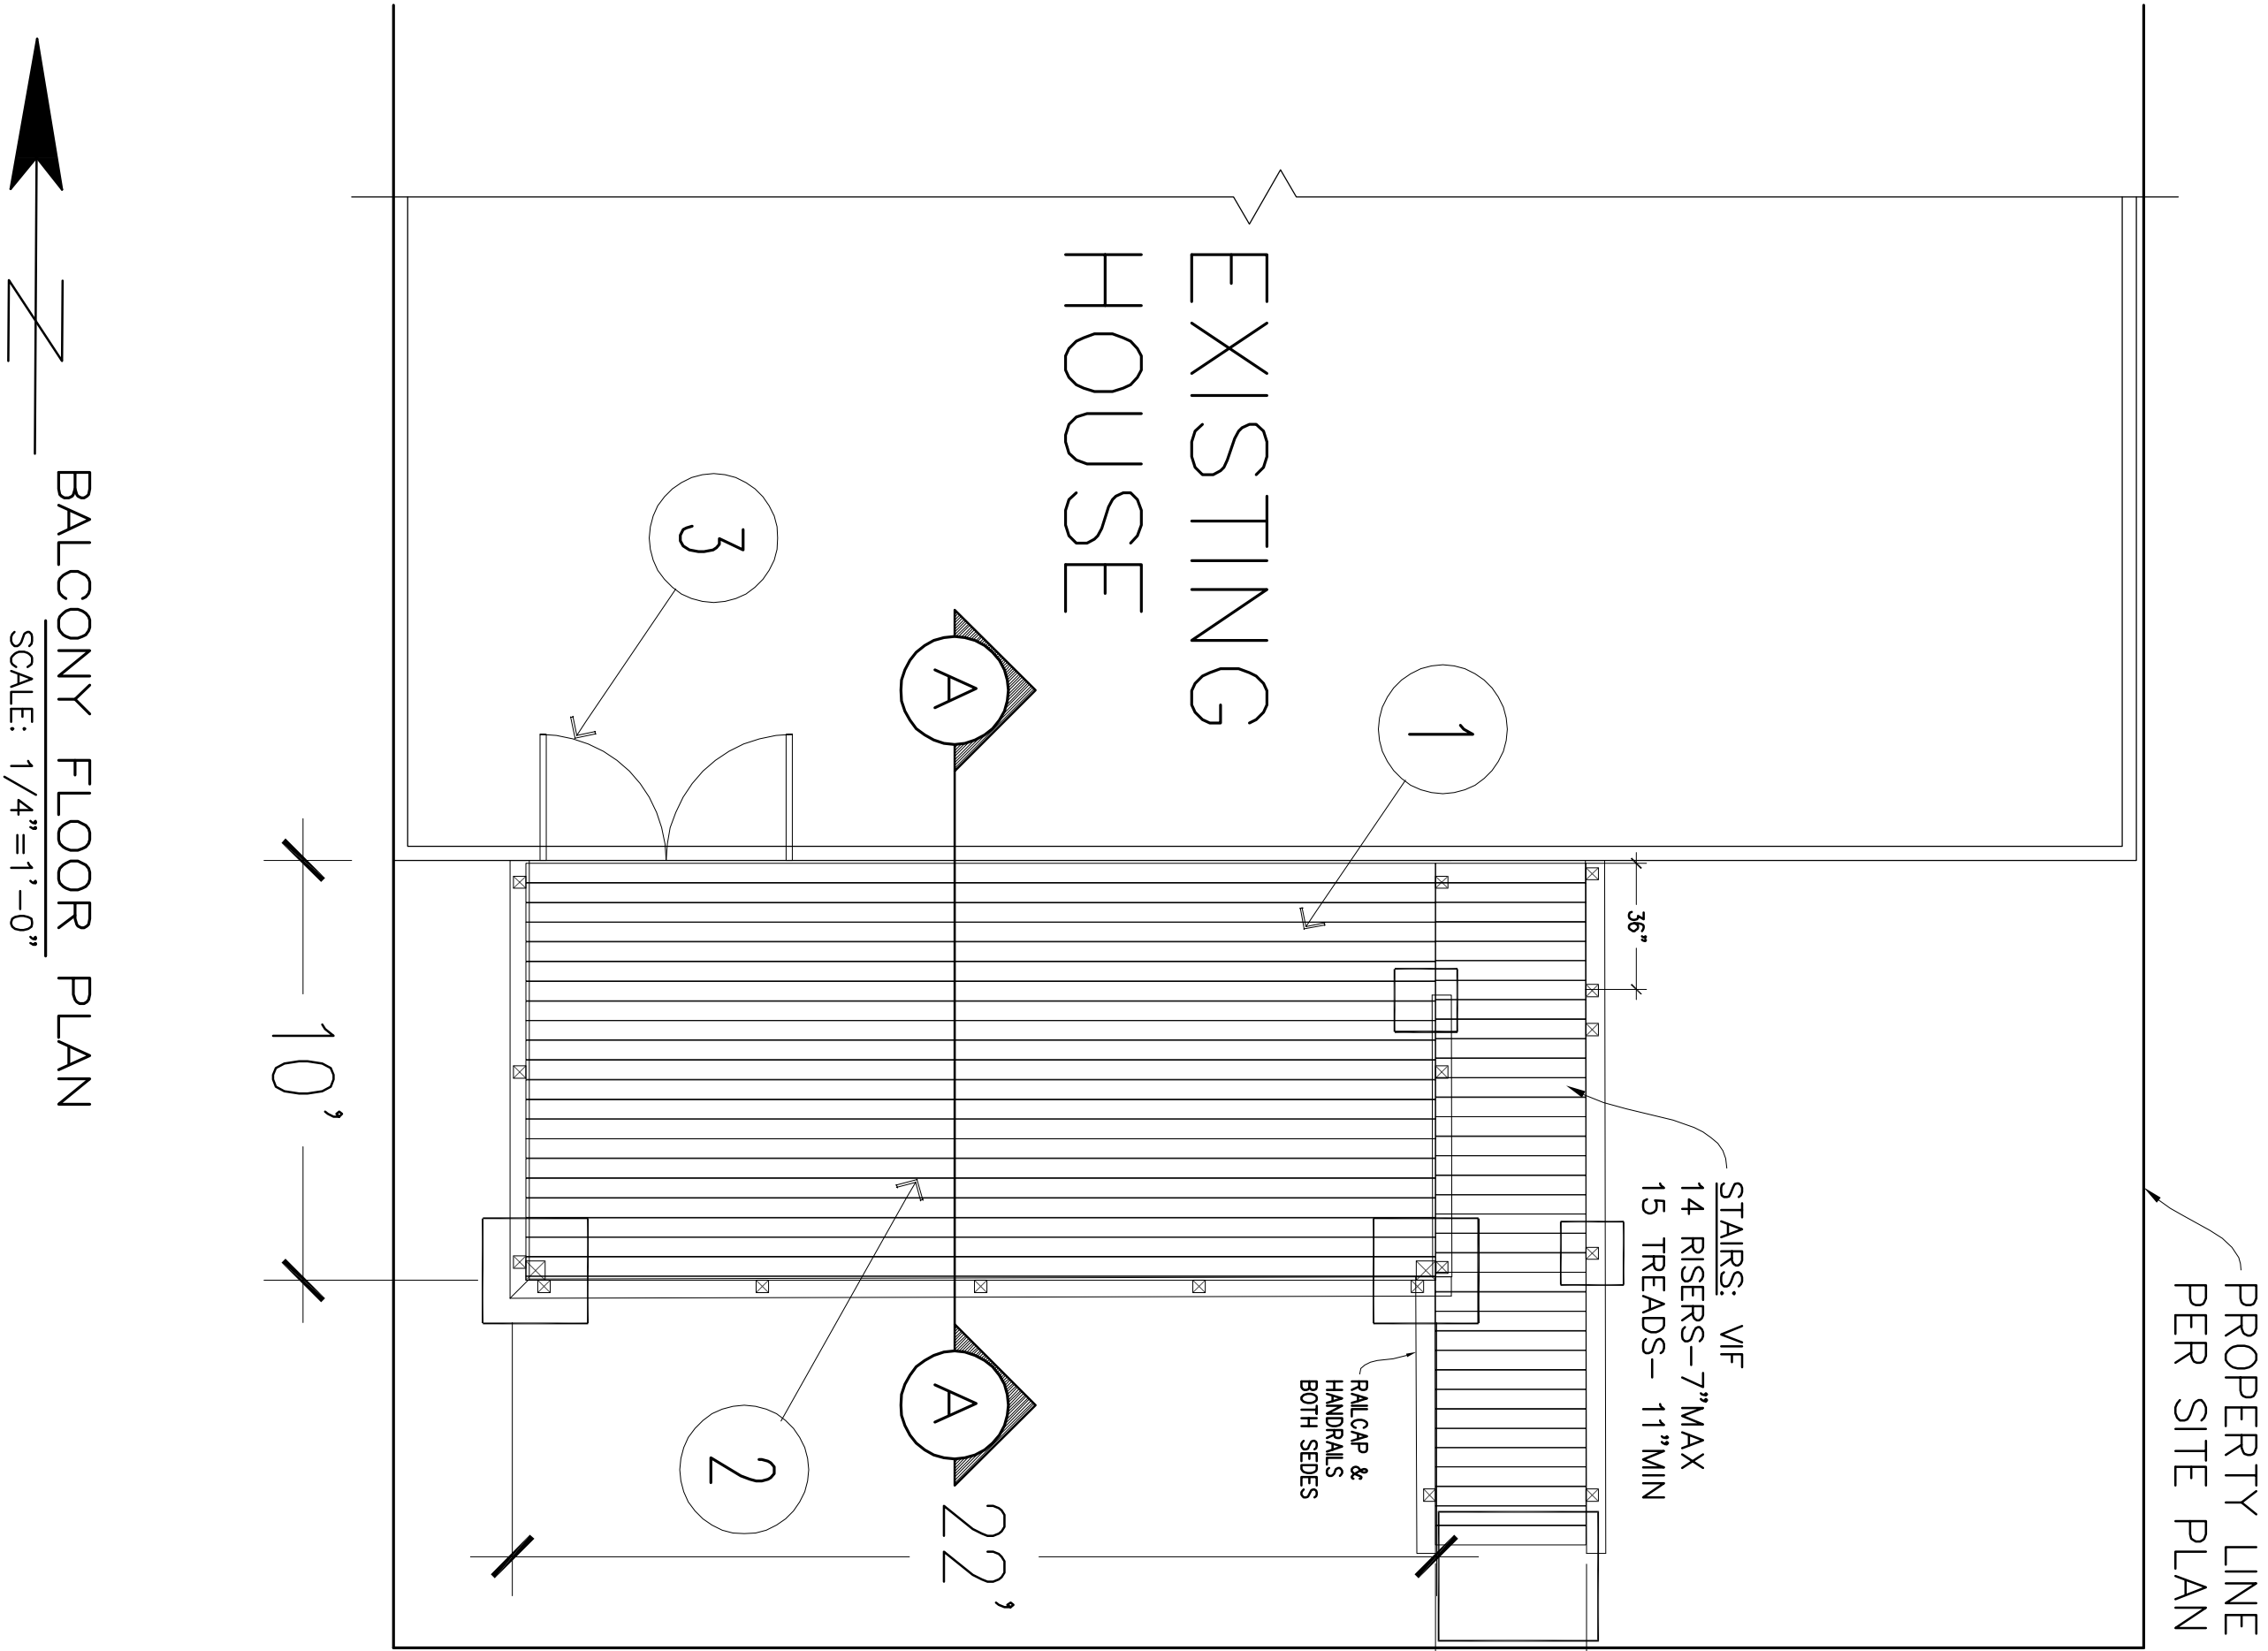 PROPERTY LINE
PER SITE PLAN
STAIRS: VIF
14 RISERS-7"MAX
15 TREADS- 11"MIN
36"
RAILCAP &
HANDRAILS
BOTH SEDES
EXISTING
HOUSE
1
A
A
3
2
22'
10'
N
BALCONY FLOOR PLAN
SCALE: 1/4"=1'-0"